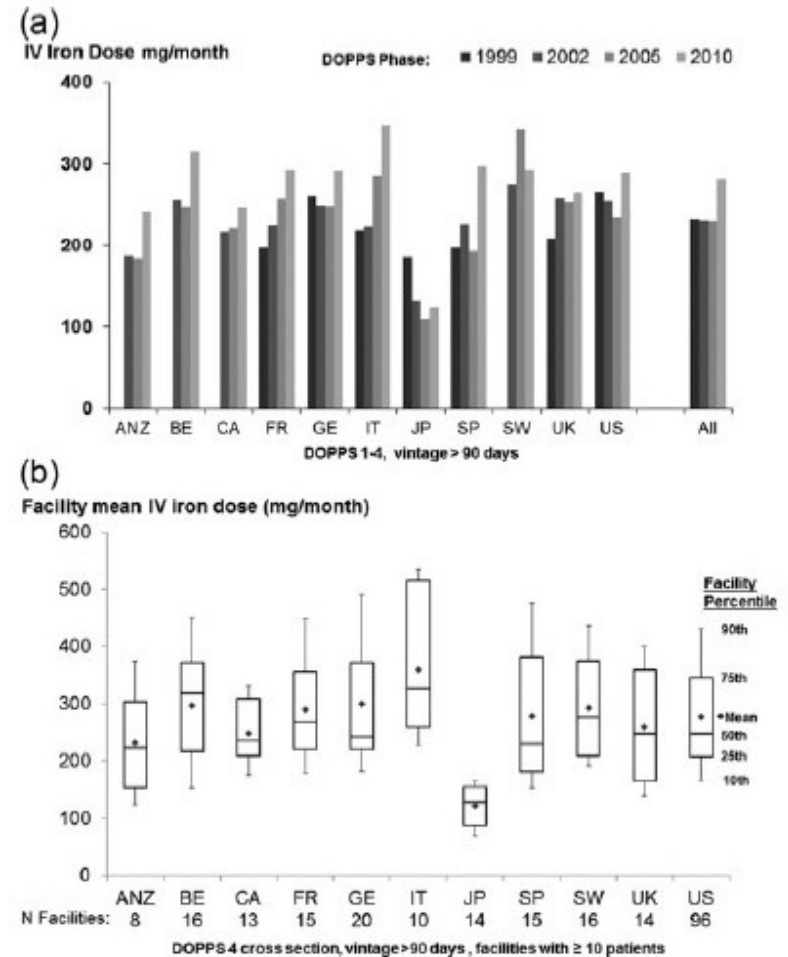 (a)
IV Iron Dose mg/month
DOPPS Phase: 1999 2002 2005 2010
400
300
200
100
0
ANZ BE CA FR GE IT JP SP SW UK US All
DOPPS 1-4, vintage > 90 days
(b)
Facility mean IV iron dose (mg/month)
600
500
400
300
200
100
0
Facility
Percentile
90th
75th
Mean
50th
25th
10th
ANZ BE CA FR GE IT JP SP SW UK US
N Facilities: 8 16 13 15 20 10 14 15 16 14 96
DOPPS 4 cross section, vintage>90 days , facilities with ≥ 10 patients